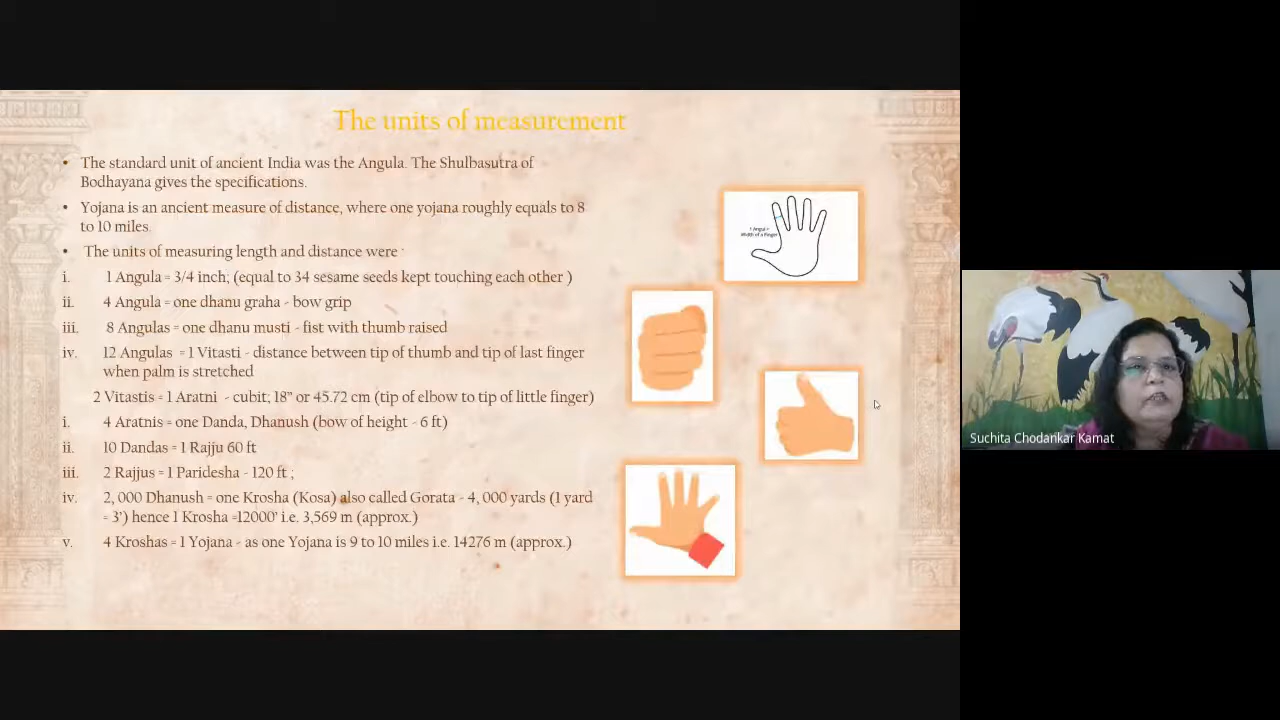 The units of measurement
• The standard unit of ancient India was the Angula. The Shulbasutra of
Bodhayana gives the specifications.
• Yojana is an ancient measure of distance, where one yojana roughly equals to 8
to 10 miles.
• The units of measuring length and distance were -
i. 1 Angula = 3/4 inch; (equal to 34 sesame seeds kept touching each other )
ii. 4 Angula = one dhanu graha - bow grip
iii. 8 Angulas = one dhanu musti - fist with thumb raised
iv. 12 Angulas = 1 Vitasti - distance between tip of thumb and tip of last finger
when palm is stretched
2 Vitastis = 1 Aratni - cubit; 18" or 45.72 cm (tip of elbow to tip of little finger)
i. 4 Aratnis = one Danda, Dhanush (bow of height - 6 ft)
ii. 10 Dandas = 1 Rajju 60 ft
iii. 2 Rajjus = 1 Paridesha - 120 ft ;
iv. 2, 000 Dhanush = one Krosha (Kosa) also called Gorata - 4, 000 yards (1 yard
= 3') hence 1 Krosha =12000' i.e. 3,569 m (approx.)
v. 4 Kroshas = 1 Yojana - as one Yojana is 9 to 10 miles i.e. 14276 m (approx.)
1 Angul =
Width of a Finger
Suchita Chodankar Kamat